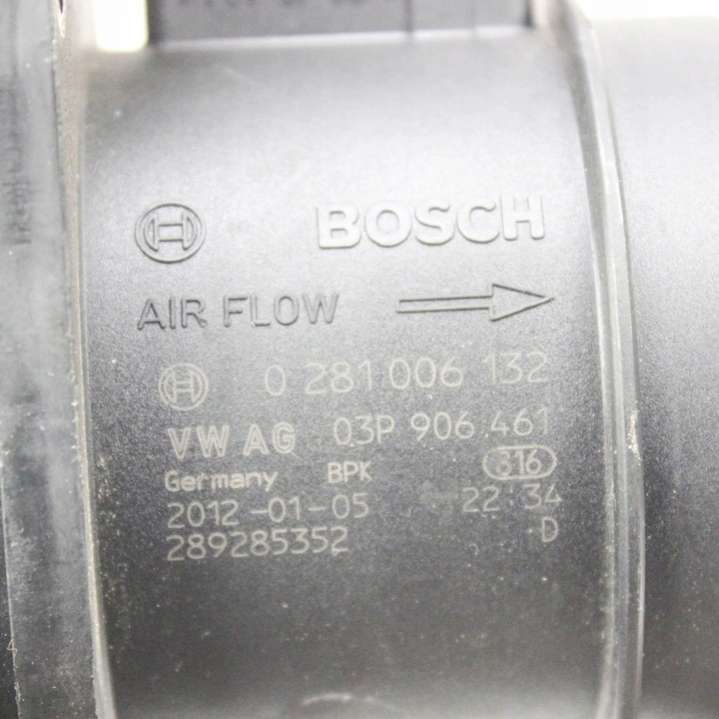 BOSCH
AIR FLOW
0 281 006 132
VW AG 03P 906 461
Germany BPK 316
2012-01-05 22:34
289285352 D